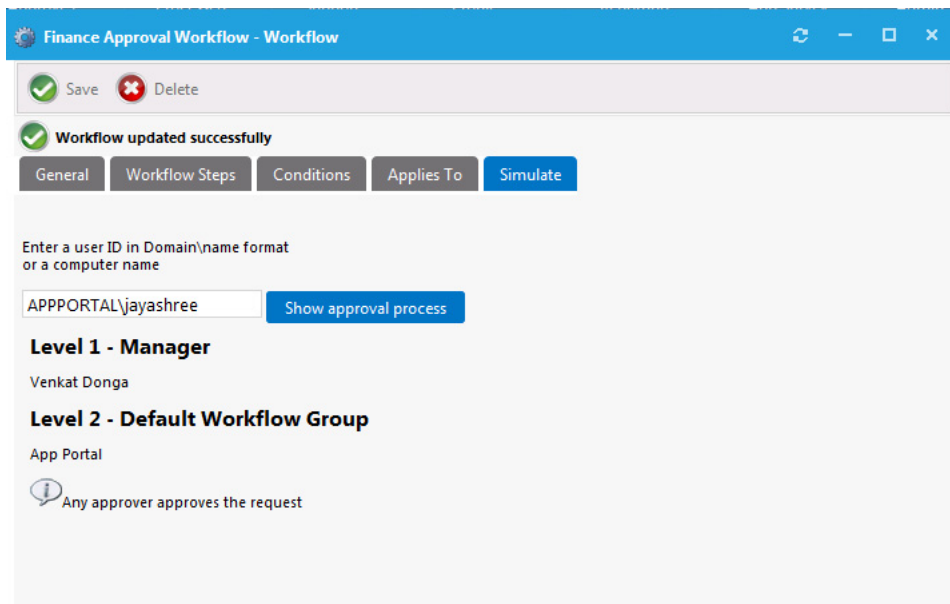 Finance Approval Workflow - Workflow
Save Delete
Workflow updated successfully
General Workflow Steps Conditions Applies To Simulate
Enter a user ID in Domain\name format
or a computer name
APPPORTAL\jayashree Show approval process
Level 1 - Manager
Venkat Donga
Level 2 - Default Workflow Group
App Portal
Any approver approves the request